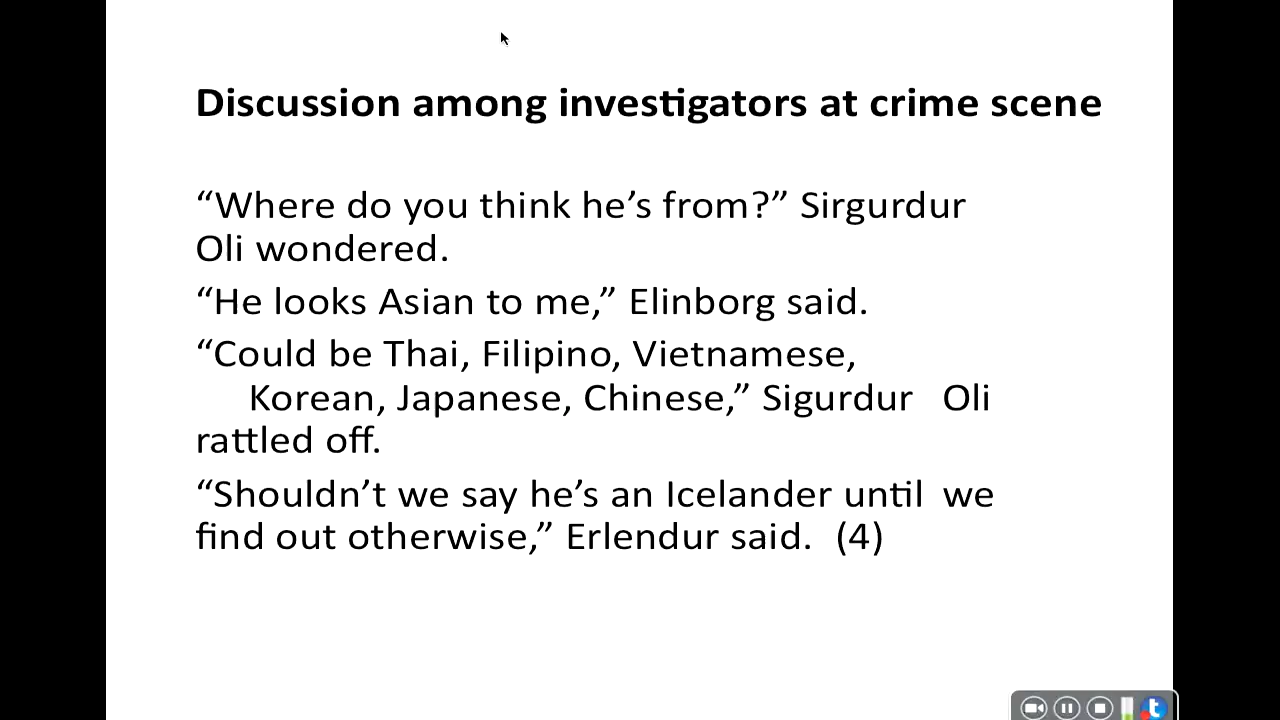 Discussion among investigators at crime scene
“Where do you think he’s from?” Sirgurdur
Oli wondered.
“He looks Asian to me,” Elinborg said.
“Could be Thai, Filipino, Vietnamese,
Korean, Japanese, Chinese,” Sigurdur Oli
rattled off.
“Shouldn’t we say he’s an Icelander until we
find out otherwise,” Erlendur said. (4)
t